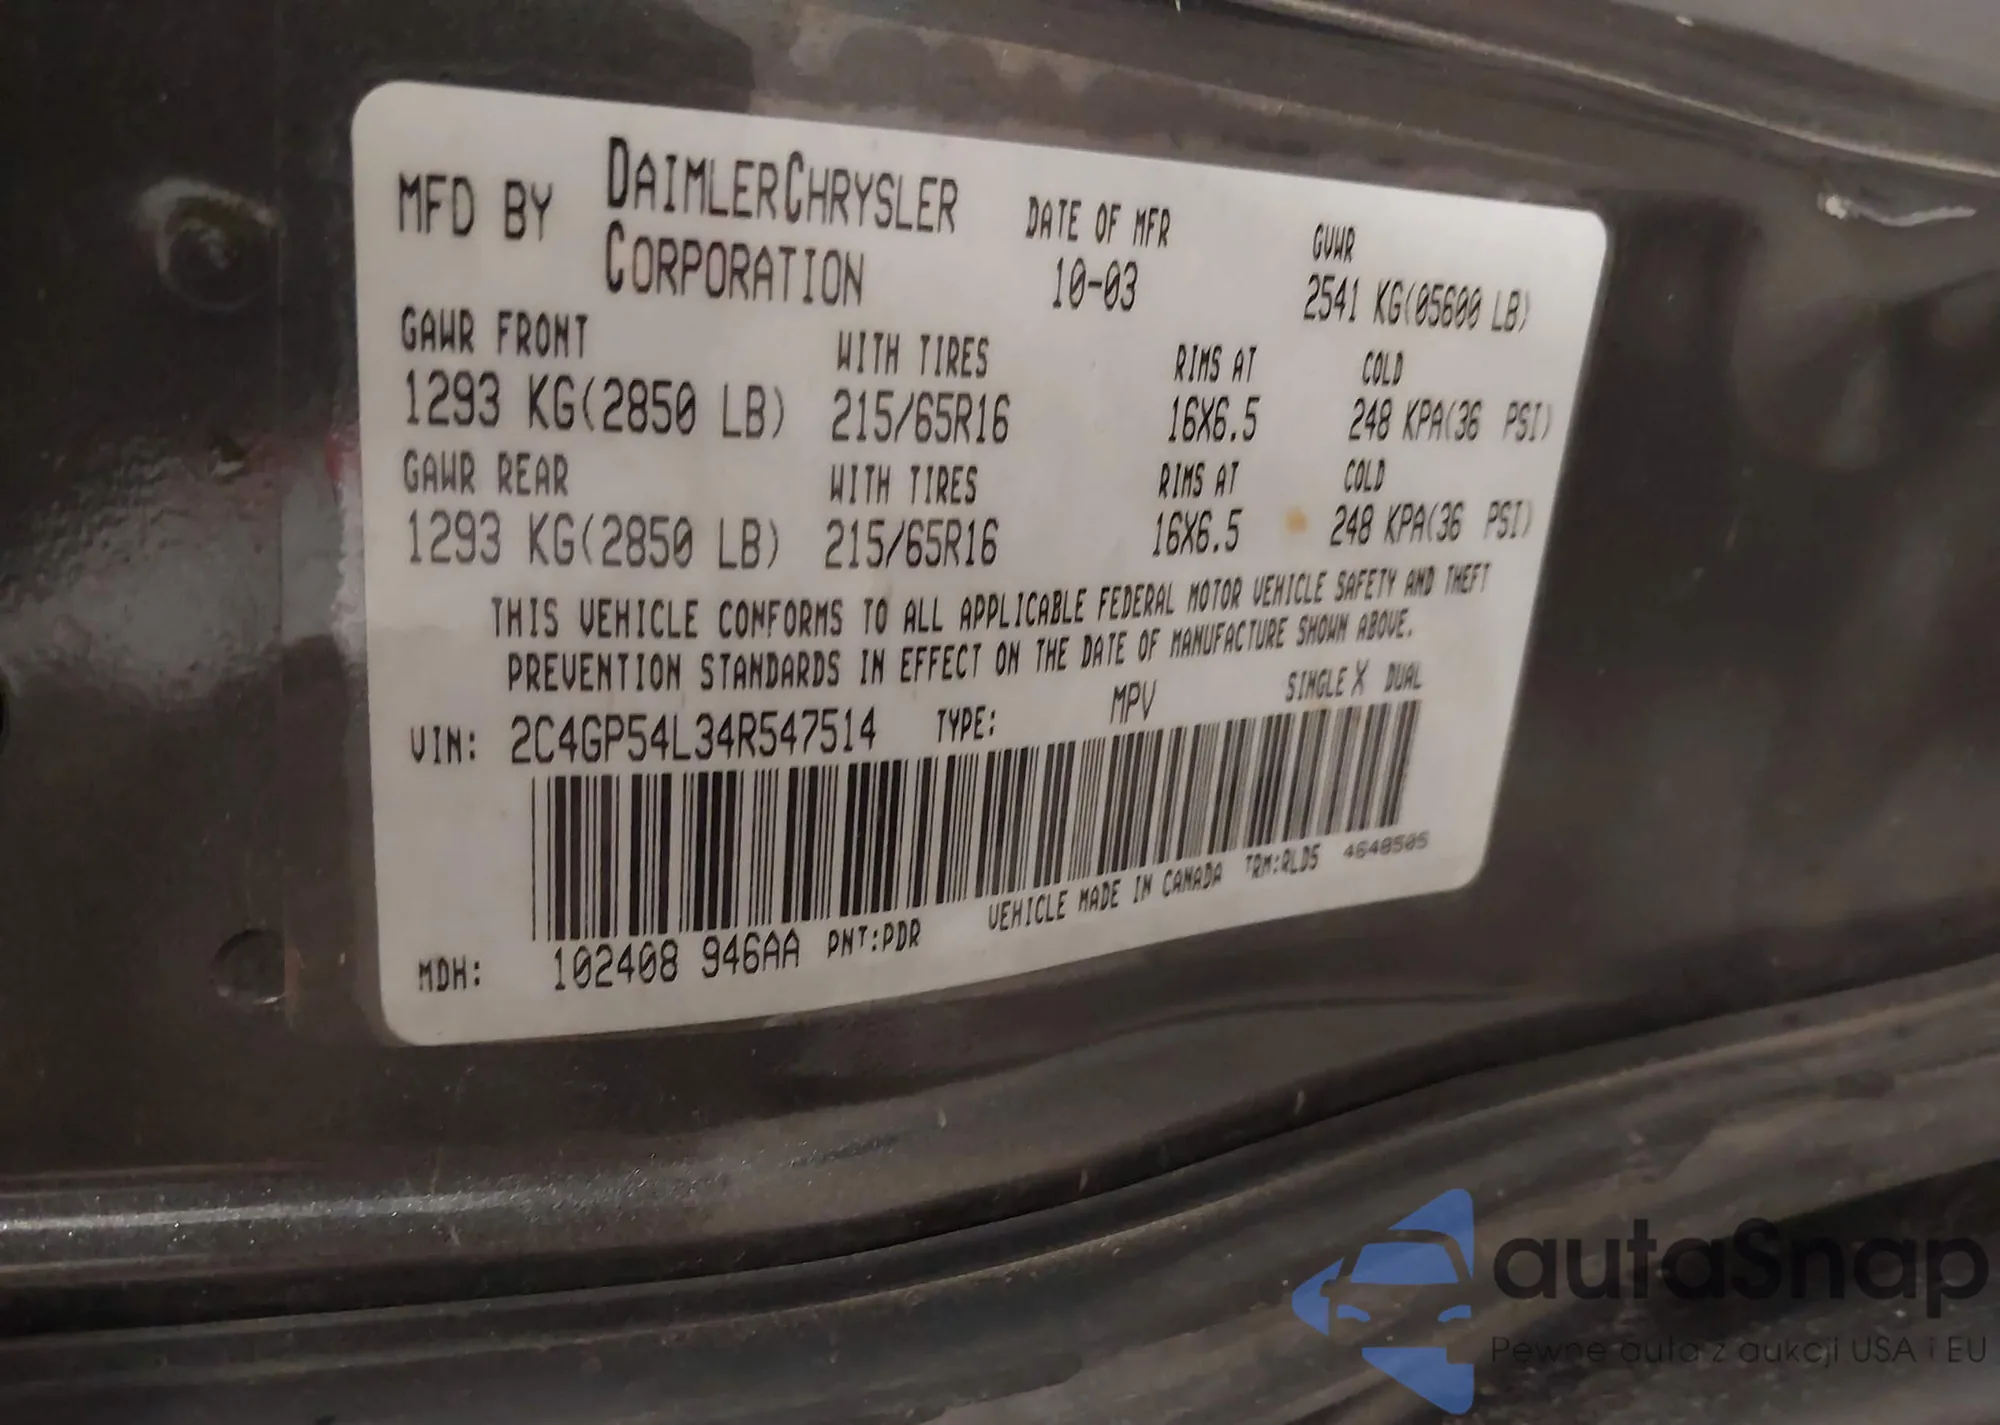 MFD BY DAIMLERCHRYSLER CORPORATION DATE OF MFR 10-03 GVWR 2541 KG(05600 LB)
GAWR FRONT WITH TIRES RIMS AT COLD
1293 KG(2850 LB) 215/65R16 16X6.5 248 KPA(36 PSI)
GAWR REAR WITH TIRES RIMS AT COLD
1293 KG(2850 LB) 215/65R16 16X6.5 248 KPA(36 PSI)
THIS VEHICLE CONFORMS TO ALL APPLICABLE FEDERAL MOTOR VEHICLE SAFETY AND THEFT
PREVENTION STANDARDS IN EFFECT ON THE DATE OF MANUFACTURE SHOWN ABOVE.
VIN: 2C4GP54L34R547514 TYPE: MPV SINGLE X DUAL
MDH: 102408 946AA PNT:PDR VEHICLE MADE IN CANADA TRM:RLD5 4648505
autaSnap
Pewne auta z aukcji USA i EU